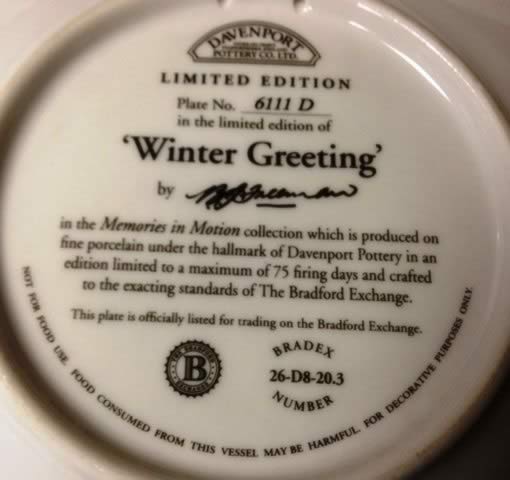 DAVENPORT
POTTERY CO. LTD.
LIMITED EDITION
Plate No. 6111 D
in the limited edition of
‘Winter Greeting’
by
in the Memories in Motion collection which is produced on
fine porcelain under the hallmark of Davenport Pottery in an
edition limited to a maximum of 75 firing days and crafted
to the exacting standards of The Bradford Exchange.
This plate is officially listed for trading on the Bradford Exchange.
THE BRADFORD
B
EXCHANGE
BRADEX
26-D8-20.3
NUMBER
NOT FOR FOOD USE. FOOD CONSUMED FROM THIS VESSEL MAY BE HARMFUL. FOR DECORATIVE PURPOSES ONLY.